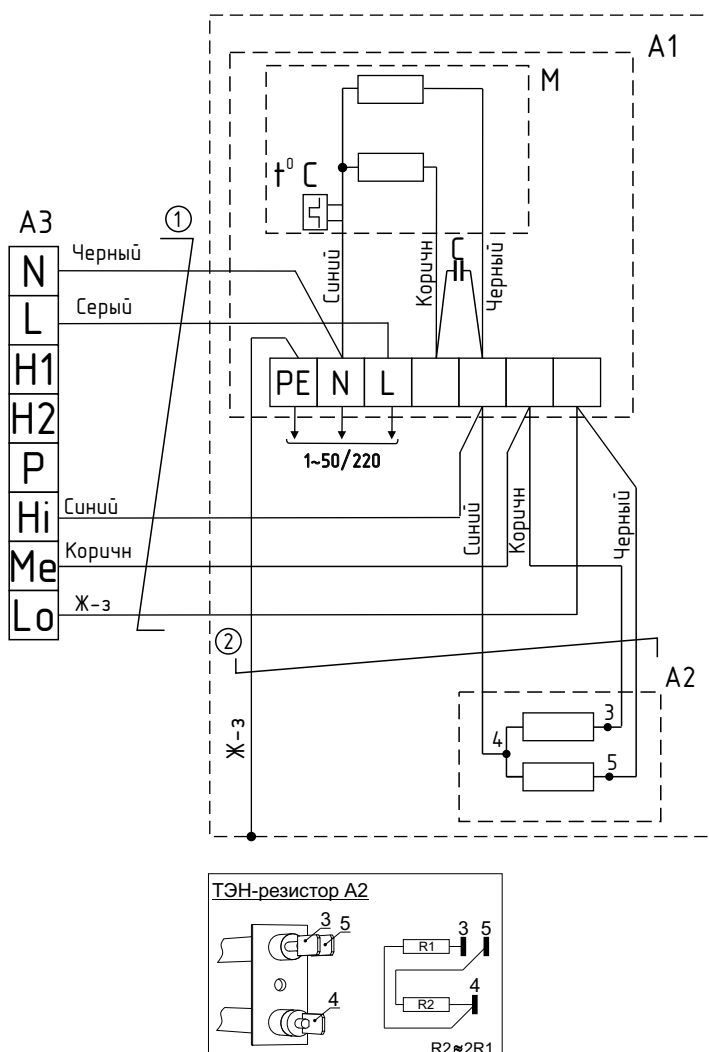 A1
M
t° C
A3
1
N
Черный
L
Серый
H1
H2
P
Hi
Синий
Me
Коричн
Lo
Ж-з
Синий
Коричн
C
Черный
PE
N
L
1~50/220
Синий
Коричн
Черный
2
A2
Ж-з
3
4
5
ТЭН-резистор А2
3
5
4
R1
3
5
R2
4
R2≈2R1